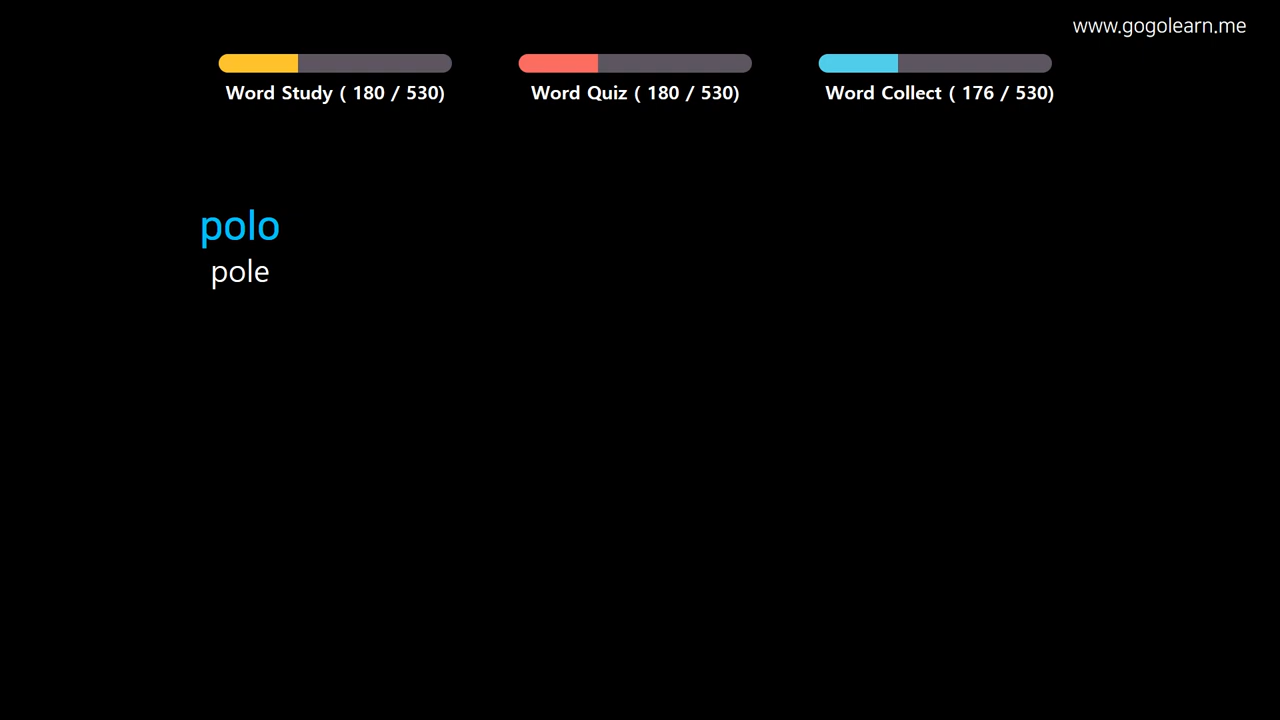 www.gogolearn.me
Word Study ( 180 / 530)
Word Quiz ( 180 / 530)
Word Collect ( 176 / 530)
polo
pole